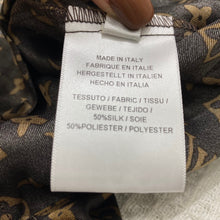 MADE IN ITALY
FABRIQUE EN ITALIE
HERGESTELLT IN ITALIEN
HECHO EN ITALIA
TESSUTO / FABRIC / TISSU /
GEWEBE / TEJIDO /
50%SILK / SOIE
50%POLIESTER / POLYESTER